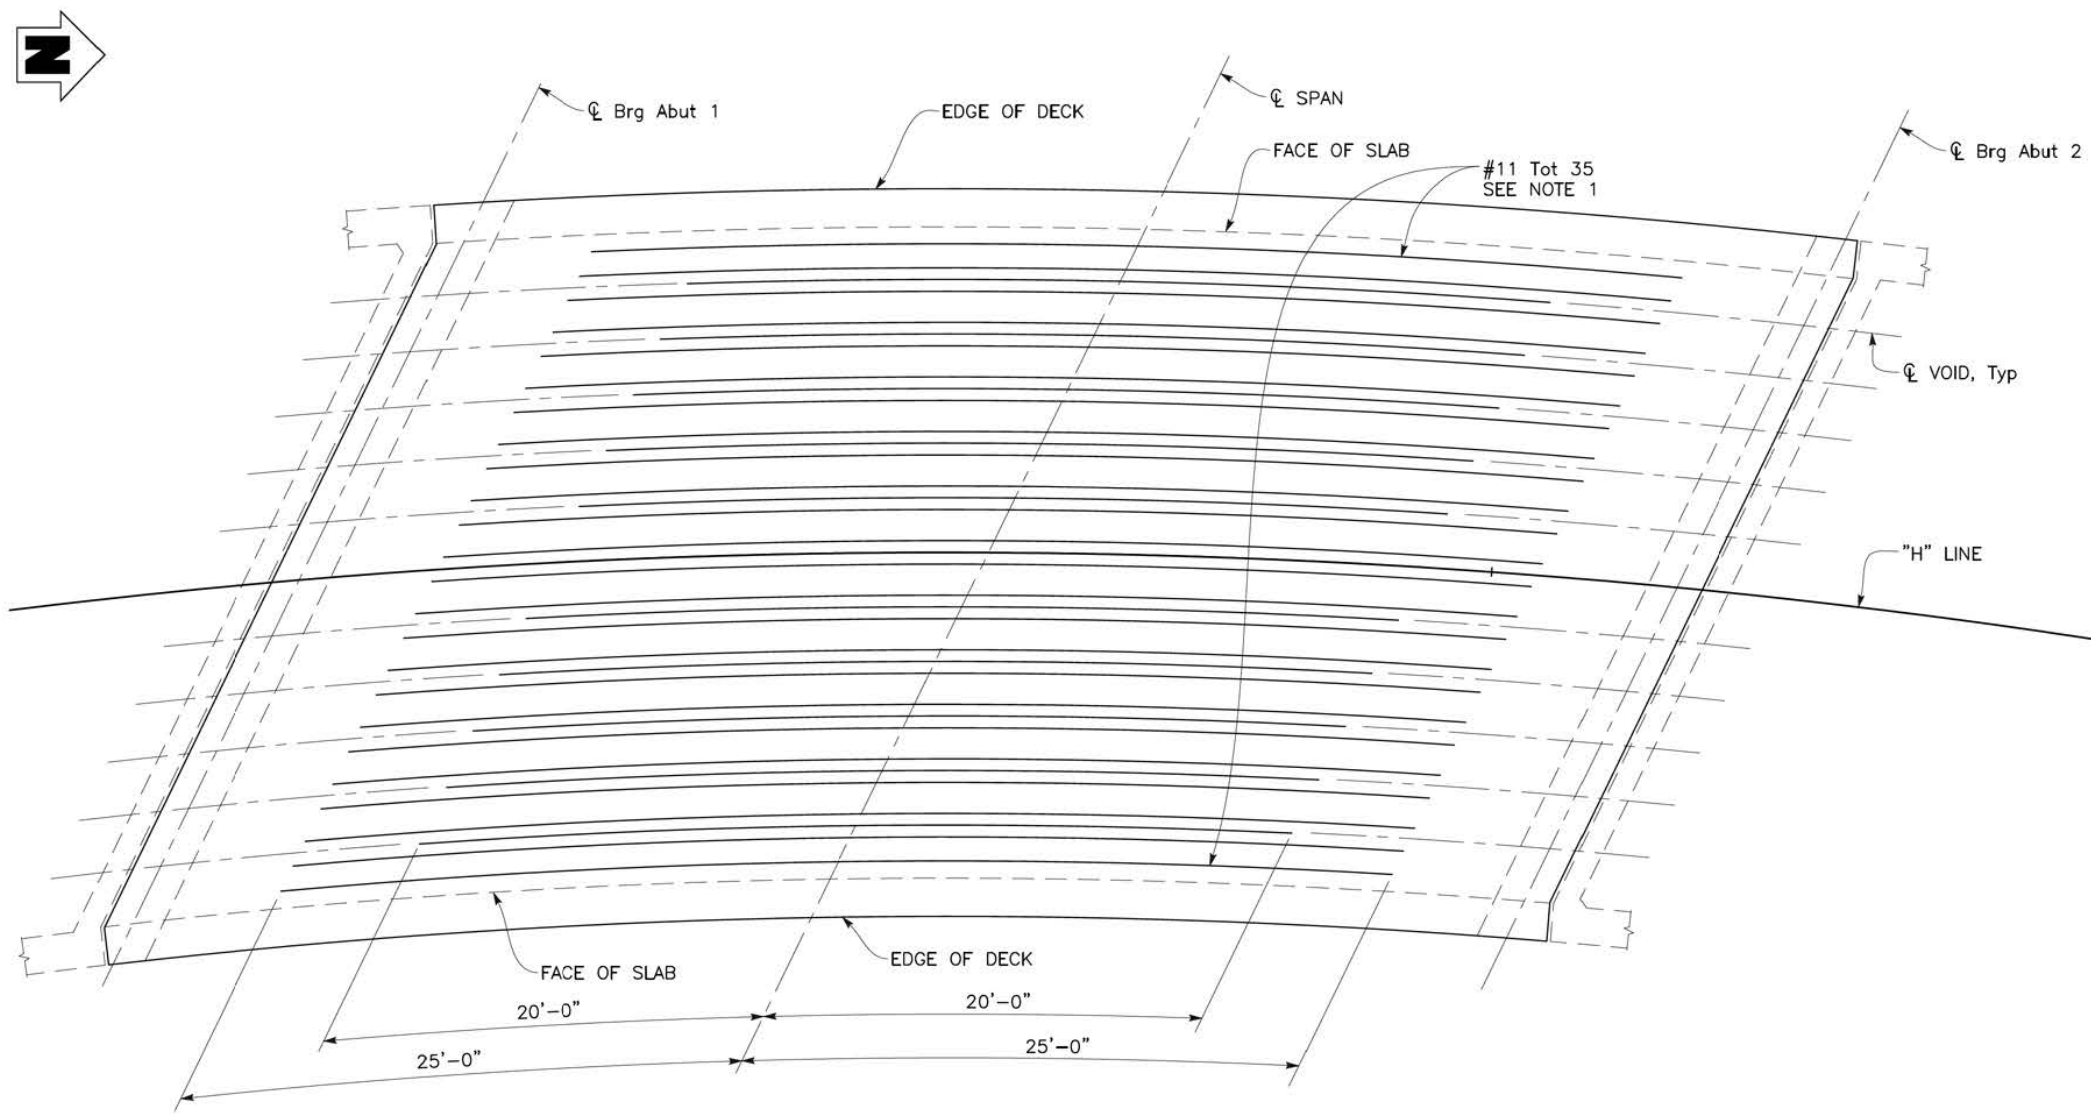 N
℄ Brg Abut 1
EDGE OF DECK
℄ SPAN
FACE OF SLAB
#11 Tot 35
SEE NOTE 1
℄ Brg Abut 2
℄ VOID, Typ
"H" LINE
FACE OF SLAB
EDGE OF DECK
20'-0"
20'-0"
25'-0"
25'-0"